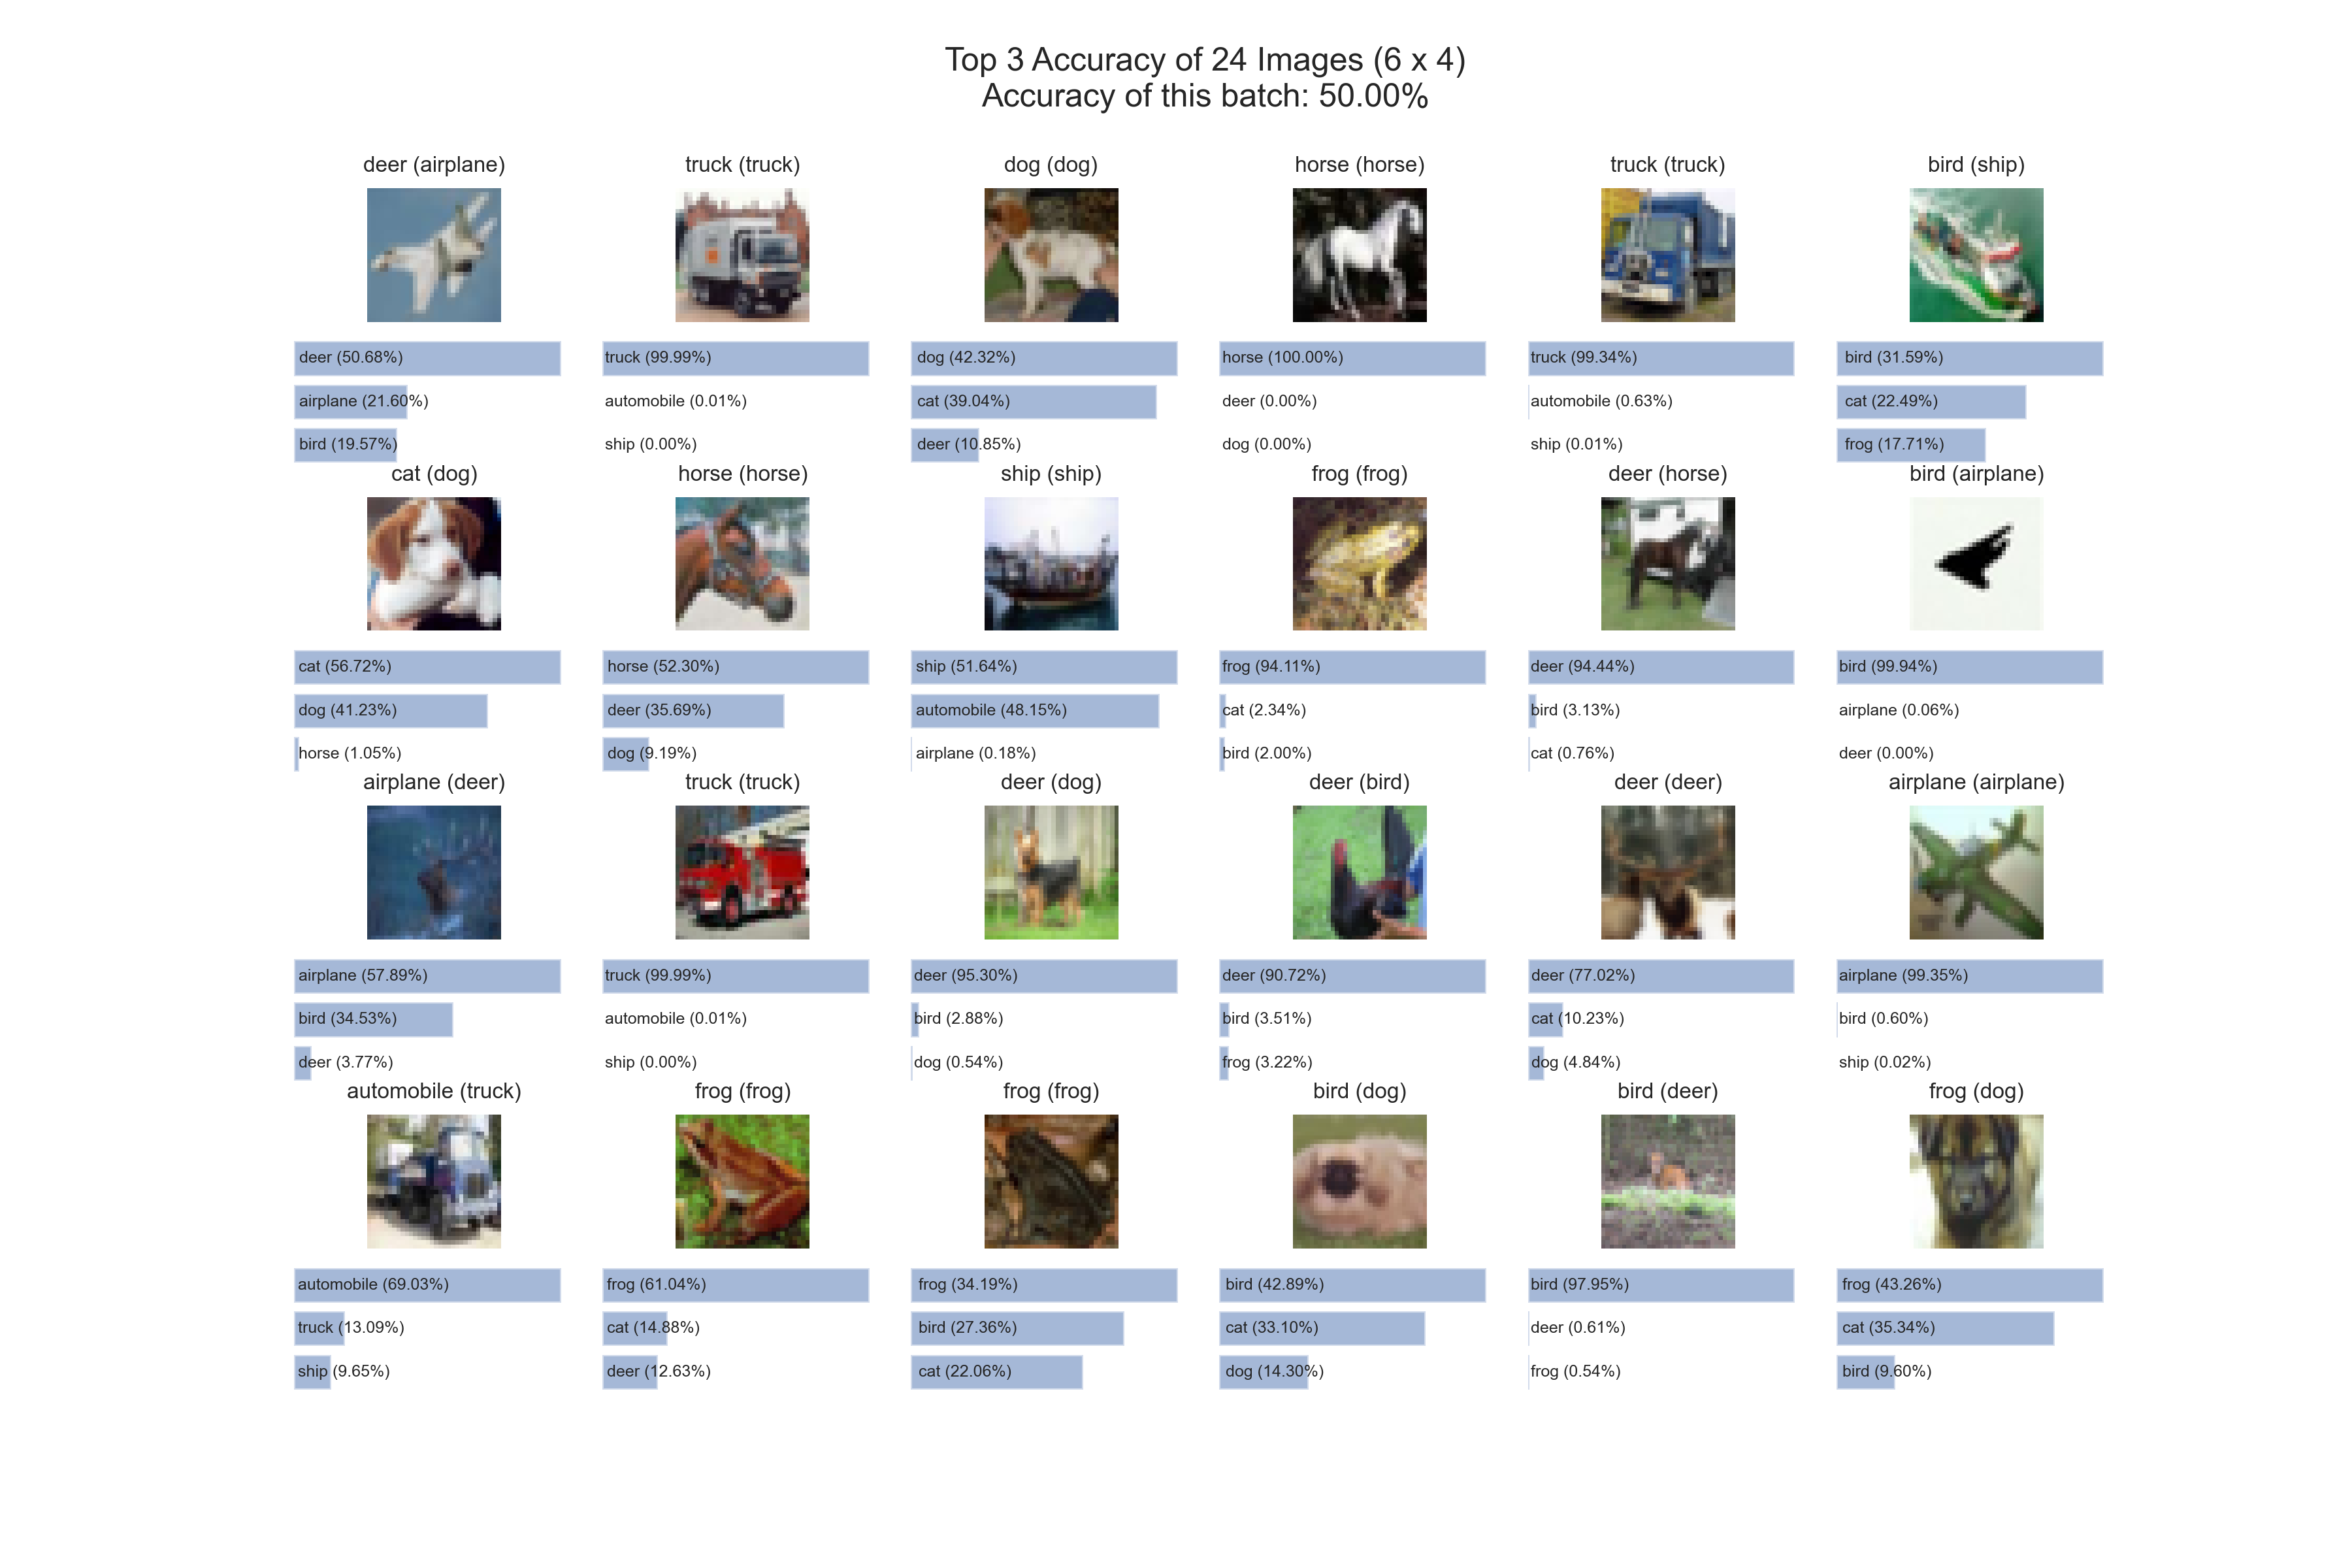 Top 3 Accuracy of 24 Images (6 x 4)
Accuracy of this batch: 50.00%
deer (airplane)
deer (50.68%)
airplane (21.60%)
bird (19.57%)
truck (truck)
truck (99.99%)
automobile (0.01%)
ship (0.00%)
dog (dog)
dog (42.32%)
cat (39.04%)
deer (10.85%)
horse (horse)
horse (100.00%)
deer (0.00%)
dog (0.00%)
truck (truck)
truck (99.34%)
automobile (0.63%)
ship (0.01%)
bird (ship)
bird (31.59%)
cat (22.49%)
frog (17.71%)
cat (dog)
cat (56.72%)
dog (41.23%)
horse (1.05%)
horse (horse)
horse (52.30%)
deer (35.69%)
dog (9.19%)
ship (ship)
ship (51.64%)
automobile (48.15%)
airplane (0.18%)
frog (frog)
frog (94.11%)
cat (2.34%)
bird (2.00%)
deer (horse)
deer (94.44%)
bird (3.13%)
cat (0.76%)
bird (airplane)
bird (99.94%)
airplane (0.06%)
deer (0.00%)
airplane (deer)
airplane (57.89%)
bird (34.53%)
deer (3.77%)
truck (truck)
truck (99.99%)
automobile (0.01%)
ship (0.00%)
deer (dog)
deer (95.30%)
bird (2.88%)
dog (0.54%)
deer (bird)
deer (90.72%)
bird (3.51%)
frog (3.22%)
deer (deer)
deer (77.02%)
cat (10.23%)
dog (4.84%)
airplane (airplane)
airplane (99.35%)
bird (0.60%)
ship (0.02%)
automobile (truck)
automobile (69.03%)
truck (13.09%)
ship (9.65%)
frog (frog)
frog (61.04%)
cat (14.88%)
deer (12.63%)
frog (frog)
frog (34.19%)
bird (27.36%)
cat (22.06%)
bird (dog)
bird (42.89%)
cat (33.10%)
dog (14.30%)
bird (deer)
bird (97.95%)
deer (0.61%)
frog (0.54%)
frog (dog)
frog (43.26%)
cat (35.34%)
bird (9.60%)